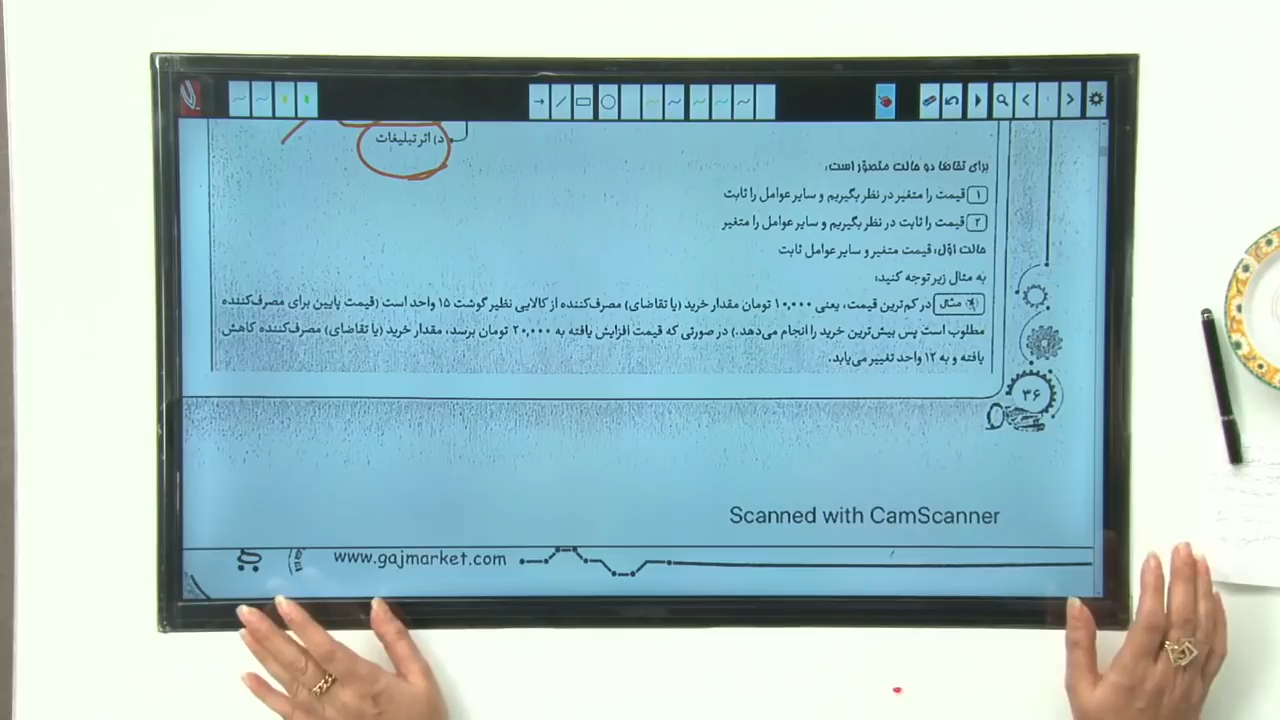 د) اثر تبلیغات
برای تقاضا دو حالت متصوّر است:
۱ قیمت را متغیر در نظر بگیریم و سایر عوامل را ثابت
۲ قیمت را ثابت در نظر بگیریم و سایر عوامل را متغیر
حالت اوّل: قیمت متغیر و سایر عوامل ثابت
به مثال زیر توجه کنید:
مثال در کم‌ترین قیمت، یعنی ۱۰,۰۰۰ تومان مقدار خرید (یا تقاضای) مصرف‌کننده از کالایی نظیر گوشت ۱۵ واحد است (قیمت پایین برای مصرف‌کننده
مطلوب است پس بیش‌ترین خرید را انجام می‌دهد.) در صورتی که قیمت افزایش یافته به ۲۰,۰۰۰ تومان برسد، مقدار خرید (یا تقاضای) مصرف‌کننده کاهش
یافته و به ۱۲ واحد تغییر می‌یابد.
۳۶
Scanned with CamScanner
www.gajmarket.com